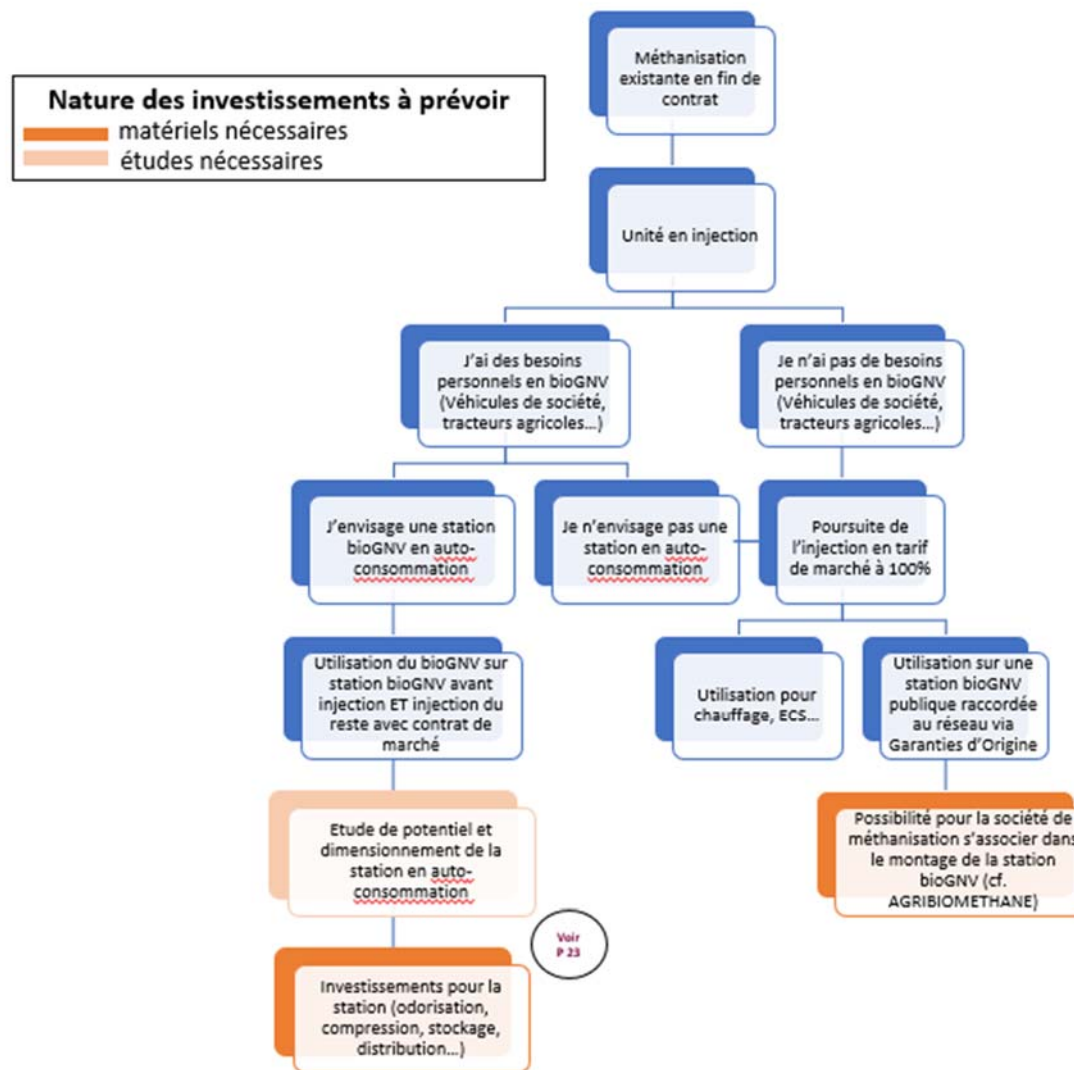 Nature des investissements à prévoir
matériels nécessaires
études nécessaires
Méthanisation
existante en fin de
contrat
Unité en injection
J'ai des besoins
personnels en bioGNV
(Véhicules de société,
tracteurs agricoles...)
Je n'ai pas de besoins
personnels en bioGNV
(Véhicules de société,
tracteurs agricoles...)
J'envisage une station
bioGNV en auto-
consommation
Je n'envisage pas une
station en auto-
consommation
Poursuite de
l'injection en tarif
de marché à 100%
Utilisation du bioGNV sur
station bioGNV avant
injection ET injection du
reste avec contrat de
marché
Utilisation pour
chauffage, ECS...
Utilisation sur une
station bioGNV
publique raccordée
au réseau via
Garanties d'Origine
Etude de potentiel et
dimensionnement de la
station en auto-
consommation
Possibilité pour la société de
méthanisation s'associer dans
le montage de la station
bioGNV (cf.
AGRIBIOMETHANE)
Voir
P 23
Investissements pour la
station (odorisation,
compression, stockage,
distribution...)